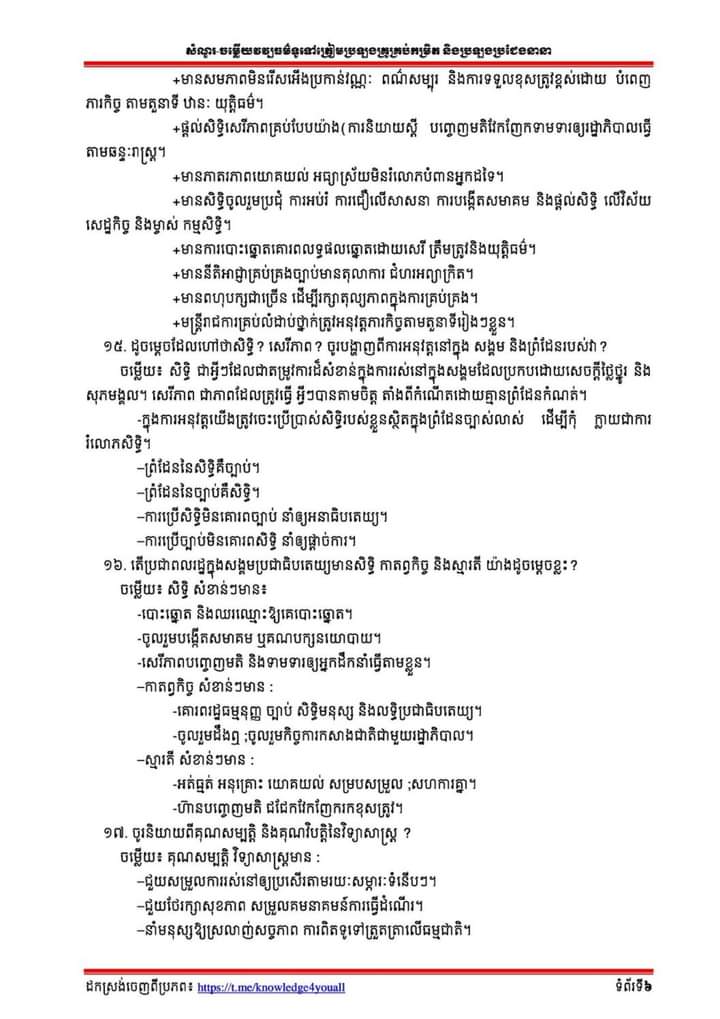 សំណួរ-ចម្លើយវប្បធម៌ទូទៅត្រៀមប្រឡងគ្រូគ្រប់កម្រិត និងប្រឡងប្រជែងនានា
+មានសមភាពមិនរើសអើងប្រកាន់វណ្ណៈ ពណ៌សម្បុរ និងការទទួលខុសត្រូវខ្ពស់ដោយ បំពេញ
ភារកិច្ច តាមតួនាទី ឋានៈ យុត្តិធម៌។
+ផ្តល់សិទ្ធិសេរីភាពគ្រប់បែបយ៉ាង(ការនិយាយស្តី បញ្ចេញមតិវែកញែកទាមទារឲ្យរដ្ឋាភិបាលធ្វើ
តាមឆន្ទៈរាស្ត្រ។
+មានភាតរភាពយោគយល់ អធ្យាស្រ័យមិនរំលោភបំពានអ្នកដទៃ។
+មានសិទ្ធិចូលរួមប្រជុំ ការអប់រំ ការជឿលើសាសនា ការបង្កើតសមាគម និងផ្តល់សិទ្ធិ លើវិស័យ
សេដ្ឋកិច្ច និងម្ចាស់ កម្មសិទ្ធិ។
+មានការបោះឆ្នោតគោរពលទ្ធផលឆ្នោតដោយសេរី ត្រឹមត្រូវនិងយុត្តិធម៌។
+មាននីតិអាជ្ញាគ្រប់គ្រងច្បាប់មានតុលាការ ជំហរអព្យាក្រិត។
+មានពហុបក្សជាច្រើន ដើម្បីរក្សាតុល្យភាពក្នុងការគ្រប់គ្រង។
+មន្ត្រីរាជការគ្រប់លំដាប់ថ្នាក់ត្រូវអនុវត្តភារកិច្ចតាមតួនាទីរៀងៗខ្លួន។
១៥. ដូចម្តេចដែលហៅថាសិទ្ធិ? សេរីភាព? ចូរបង្ហាញពីការអនុវត្តនៅក្នុង សង្គម និងព្រំដែនរបស់វា?
ចម្លើយ៖ សិទ្ធិ ជាអ្វីៗដែលជាតម្រូវការដ៏សំខាន់ក្នុងការរស់នៅក្នុងសង្គមដែលប្រកបដោយសេចក្តីថ្លៃថ្នូរ និង
សុភមង្គល។ សេរីភាព ជាភាពដែលត្រូវធ្វើ អ្វីៗបានតាមចិត្ត តាំងពីកំណើតដោយគ្មានព្រំដែនកំណត់។
-ក្នុងការអនុវត្តយើងត្រូវចេះប្រើប្រាស់សិទ្ធិរបស់ខ្លួនស្ថិតក្នុងព្រំដែនច្បាស់លាស់ ដើម្បីកុំ ក្លាយជាការ
រំលោភសិទ្ធិ។
–ព្រំដែននៃសិទ្ធិគឺច្បាប់។
–ព្រំដែននៃច្បាប់គឺសិទ្ធិ។
–ការប្រើសិទ្ធិមិនគោរពច្បាប់ នាំឲ្យអនាធិបតេយ្យ។
–ការប្រើច្បាប់មិនគោរពសិទ្ធិ នាំឲ្យផ្តាច់ការ។
១៦. តើប្រជាពលរដ្ឋក្នុងសង្គមប្រជាធិបតេយ្យមានសិទ្ធិ កាតព្វកិច្ច និងស្មារតី យ៉ាងដូចម្តេចខ្លះ?
ចម្លើយ៖ សិទ្ធិ សំខាន់ៗមាន៖
-បោះឆ្នោត និងឈរឈ្មោះឱ្យគេបោះឆ្នោត។
-ចូលរួមបង្កើតសមាគម ឬគណបក្សនយោបាយ។
-សេរីភាពបញ្ចេញមតិ និងទាមទារឲ្យអ្នកដឹកនាំធ្វើតាមខ្លួន។
–កាតព្វកិច្ច សំខាន់ៗមាន :
-គោរពរដ្ឋធម្មនុញ្ញ ច្បាប់ សិទ្ធិមនុស្ស និងលទ្ធិប្រជាធិបតេយ្យ។
-ចូលរួមដឹងឮ ;ចូលរួមកិច្ចការកសាងជាតិជាមួយរដ្ឋាភិបាល។
–ស្មារតី សំខាន់ៗមាន :
-អត់ធ្មត់ អនុគ្រោះ យោគយល់ សម្របសម្រួល ;សហការគ្នា។
-ហ៊ានបញ្ចេញមតិ ជជែកវែកញែករកខុសត្រូវ។
១៧. ចូរនិយាយពីគុណសម្បត្តិ និងគុណវិបត្តិនៃវិទ្យាសាស្ត្រ ?
ចម្លើយ៖ គុណសម្បត្តិ វិទ្យាសាស្ត្រមាន :
–ជួយសម្រួលការរស់នៅឲ្យប្រសើរតាមរយៈសម្ភារៈទំនើបៗ។
–ជួយថែរក្សាសុខភាព សម្រួលគមនាគមន៍ការធ្វើដំណើរ។
–នាំមនុស្សឱ្យស្រលាញ់សច្ចភាព ការពិតទូទៅត្រួតត្រាលើធម្មជាតិ។
ដកស្រង់ចេញពីប្រភព៖ https://t.me/knowledge4youall
ទំព័រទី៦